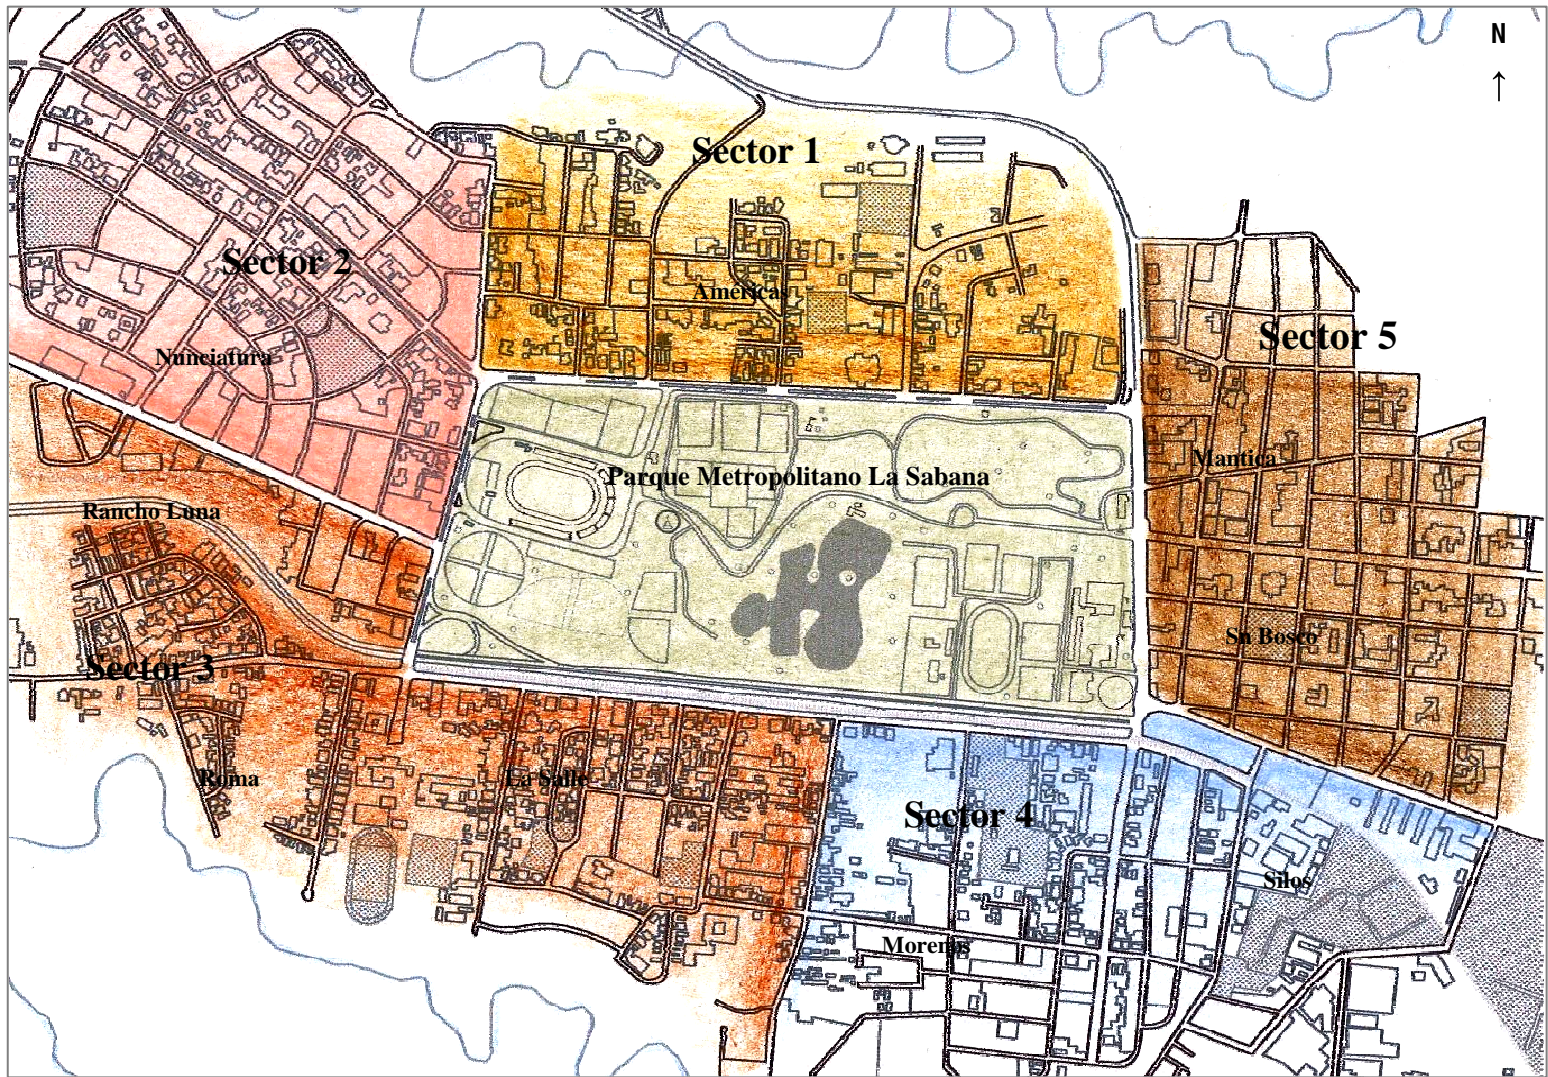 N
Sector 1
Sector 2
Américas
Sector 5
Nunciatura
Mantica
Parque Metropolitano La Sabana
Rancho Luna
Sn Bosco
Sector 3
Roma
La Salle
Sector 4
Silos
Morenos